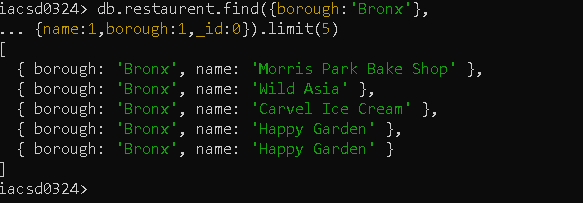 iacsd0324> db.restaurent.find({borough:'Bronx'},
... {name:1,borough:1,_id:0}).limit(5)
[
  { borough: 'Bronx', name: 'Morris Park Bake Shop' },
  { borough: 'Bronx', name: 'Wild Asia' },
  { borough: 'Bronx', name: 'Carvel Ice Cream' },
  { borough: 'Bronx', name: 'Happy Garden' },
  { borough: 'Bronx', name: 'Happy Garden' }
]
iacsd0324>